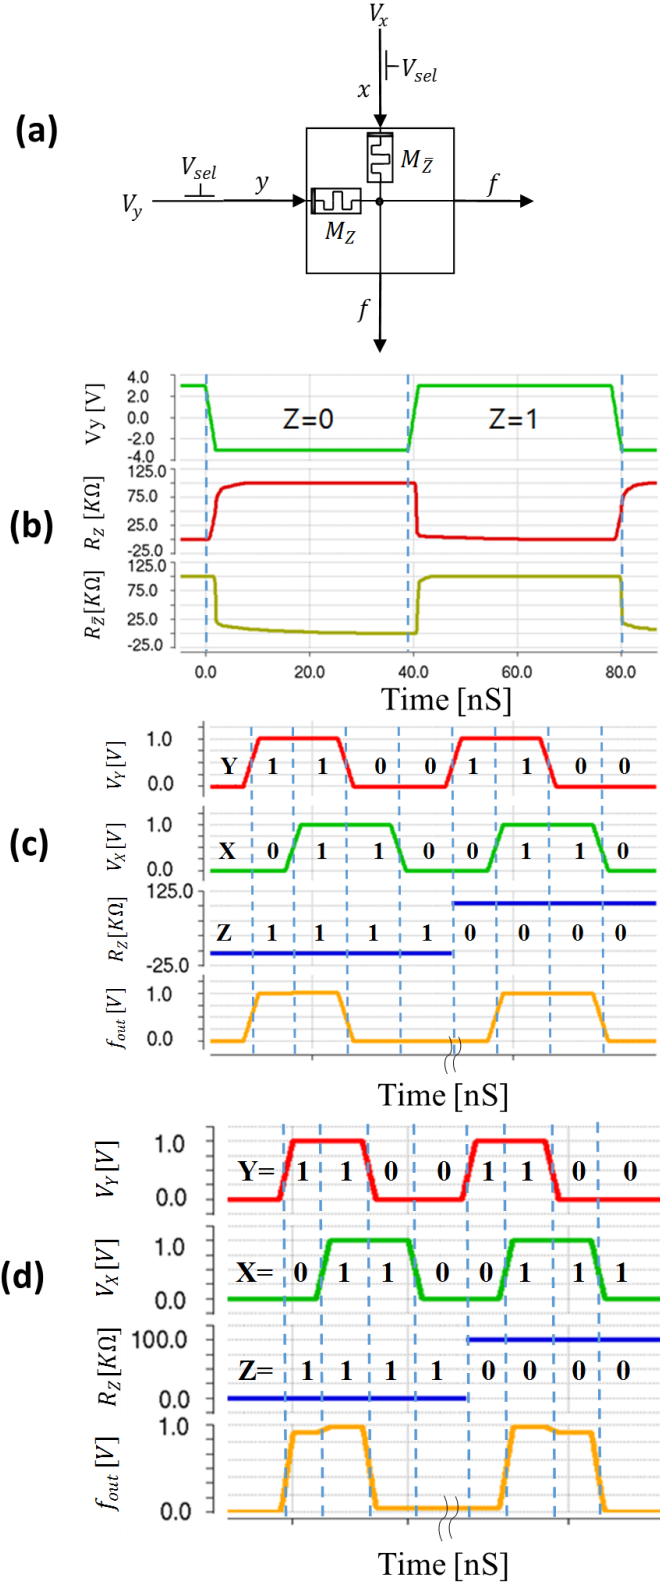 V_x
V_sel
x
(a)
M_Z̄
V_sel
y
f
V_y
M_Z
f
(b)
Vy [V]
4.0
2.0
0.0
-2.0
-4.0
Z=0
Z=1
R_Z [KΩ]
125.0
75.0
25.0
-25.0
R_Z̄[KΩ]
125.0
75.0
25.0
-25.0
0.0 20.0 40.0 60.0 80.0
Time [nS]
(c)
V_Y[V]
1.0
0.0
Y 1 1 0 0 1 1 0 0
V_X[V]
1.0
0.0
X 0 1 1 0 0 1 1 0
R_Z[KΩ]
125.0
-25.0
Z 1 1 1 1 0 0 0 0
f_out [V]
1.0
0.0
Time [nS]
(d)
V_Y[V]
1.0
0.0
Y= 1 1 0 0 1 1 0 0
V_X[V]
1.0
0.0
X= 0 1 1 0 0 1 1 1
R_Z[KΩ]
100.0
0.0
Z= 1 1 1 1 0 0 0 0
f_out [V]
1.0
0.0
Time [nS]